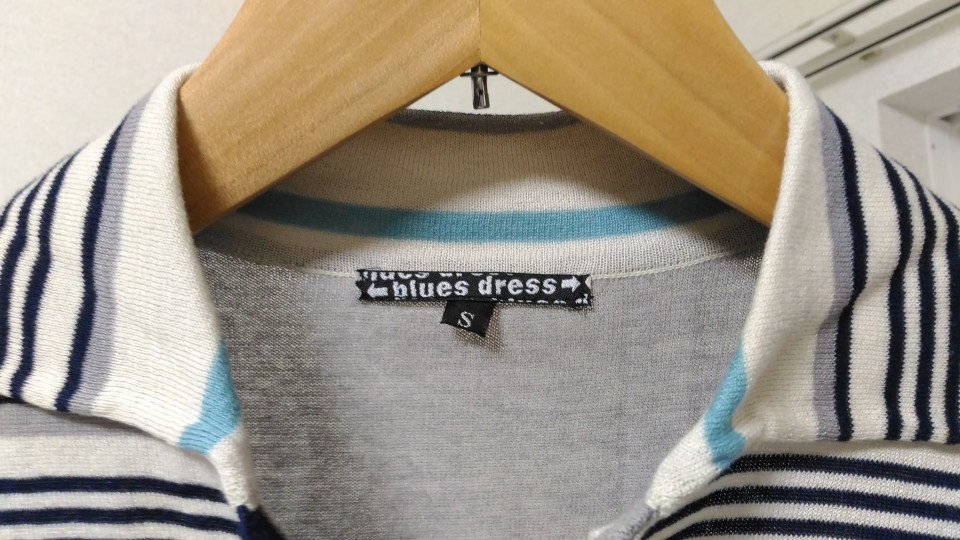 ←blues dress→
S